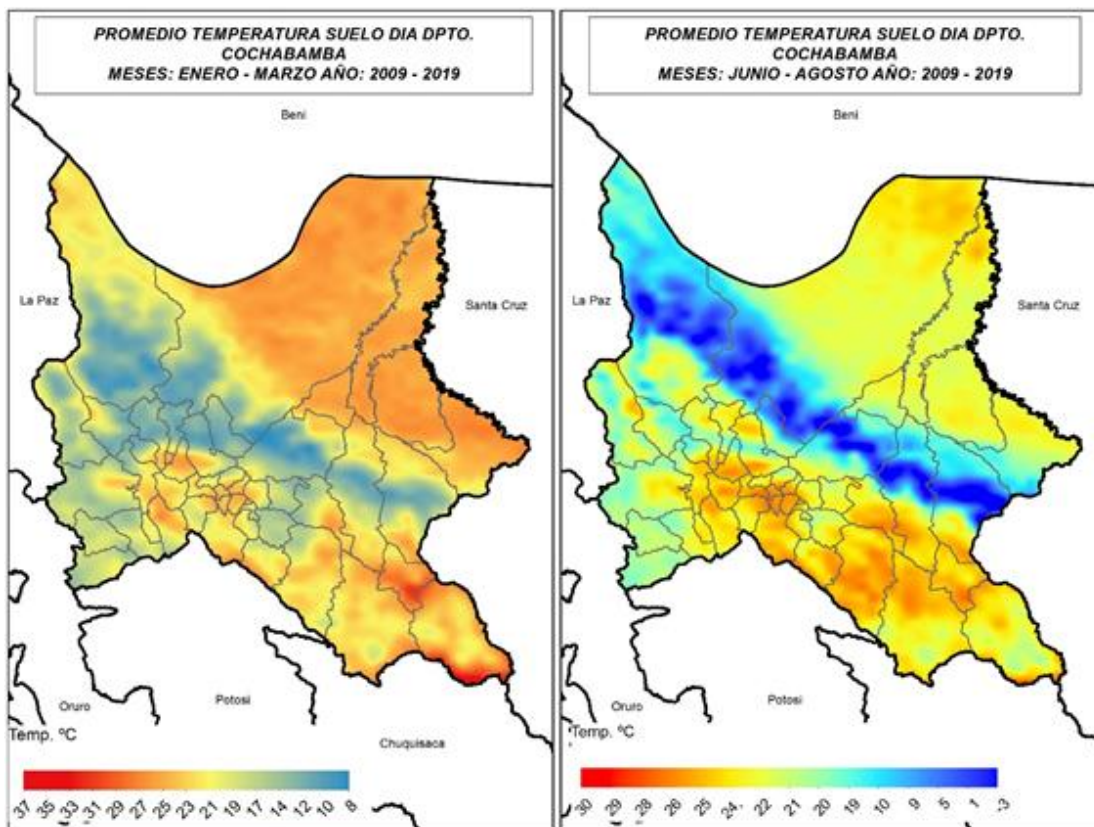 PROMEDIO TEMPERATURA SUELO DIA DPTO.
COCHABAMBA
MESES: ENERO - MARZO AÑO: 2009 - 2019
Beni
La Paz
Santa Cruz
Oruro
Potosi
Chuquisaca
Temp. ºC
37 35 33 31 29 27 25 24 21 19 17 14 12 10 8
PROMEDIO TEMPERATURA SUELO DIA DPTO.
COCHABAMBA
MESES: JUNIO - AGOSTO AÑO: 2009 - 2019
Beni
La Paz
Santa Cruz
Oruro
Potosi
Temp. ºC
30 29 28 26 25 24, 22 21 20 19 10 9 5 1 -3